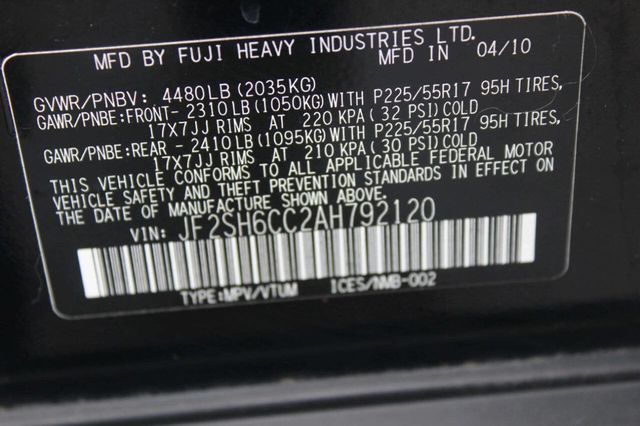 MFD BY FUJI HEAVY INDUSTRIES LTD.
MFD IN 04/10
GVWR/PNBV: 4480LB(2035KG)
GAWR/PNBE:FRONT- 2310LB(1050KG)WITH P225/55R17 95H TIRES,
17X7JJ RIMS AT 220 KPA(32 PSI)COLD
GAWR/PNBE:REAR - 2410LB(1095KG)WITH P225/55R17 95H TIRES,
17X7JJ RIMS AT 210 KPA(30 PSI)COLD
THIS VEHICLE CONFORMS TO ALL APPLICABLE FEDERAL MOTOR
VEHICLE SAFETY AND THEFT PREVENTION STANDARDS IN EFFECT ON
THE DATE OF MANUFACTURE SHOWN ABOVE.
VIN: JF2SH6CC2AH792120
TYPE:MPV/VTUM ICES/NMB-002